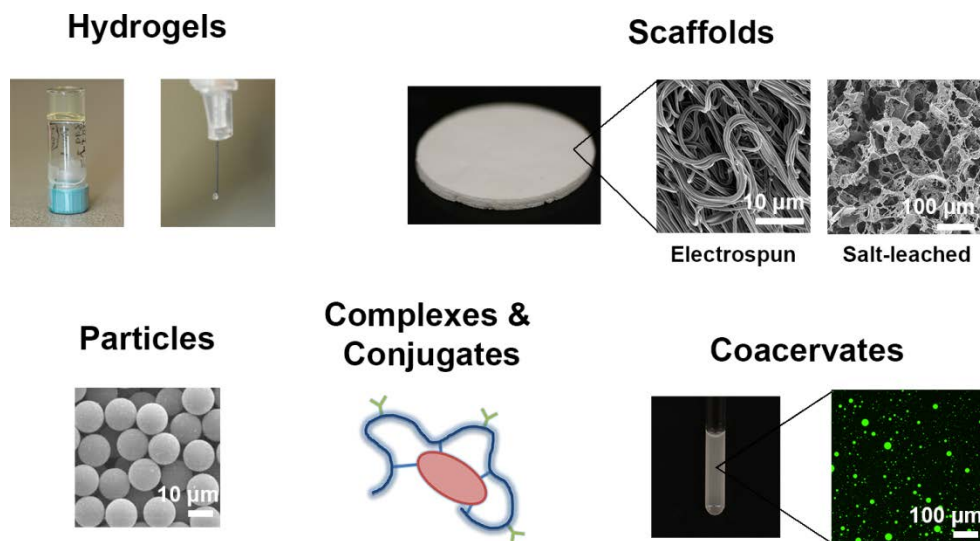 Hydrogels
Scaffolds
10 µm
100 µm
Electrospun
Salt-leached
Particles
Complexes &
Conjugates
Coacervates
10 µm
100 µm